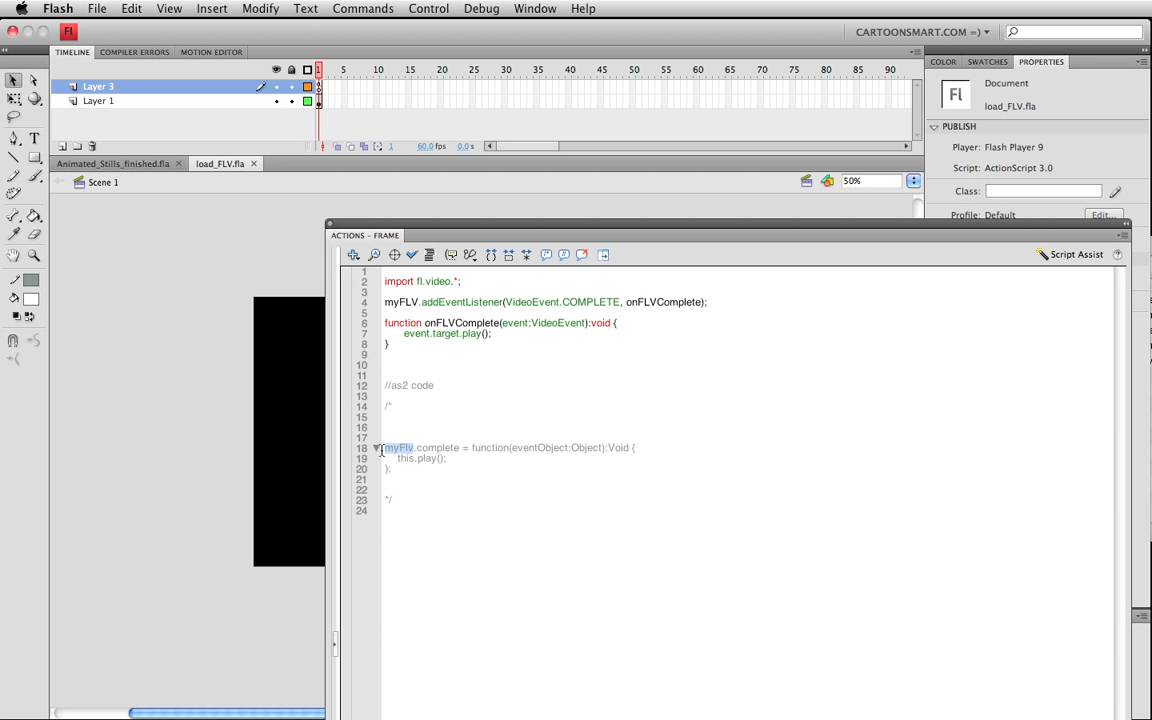 Flash File Edit View Insert Modify Text Commands Control Debug Window Help
Fl CARTOONSMART.COM =)
TIMELINE COMPILER ERRORS MOTION EDITOR
COLOR SWATCHES PROPERTIES
1 5 10 15 20 25 30 35 40 45 50 55 60 65 70 75 80 85 90
Layer 3
Layer 1
Fl Document
load_FLV.fla
PUBLISH
1 60.0 fps 0.0 s
Player: Flash Player 9
Animated_Stills_finished.fla load_FLV.fla
Script: ActionScript 3.0
Scene 1 50%
Class:
Profile: Default Edit...
ACTIONS - FRAME
Script Assist
1
2 import fl.video.*;
3
4 myFLV.addEventListener(VideoEvent.COMPLETE, onFLVComplete);
5
6 function onFLVComplete(event:VideoEvent):void {
7 event.target.play();
8 }
9
10
11
12 //as2 code
13
14 /*
15
16
17
18 myFlv.complete = function(eventObject:Object):Void {
19 this.play();
20 };
21
22
23 */
24